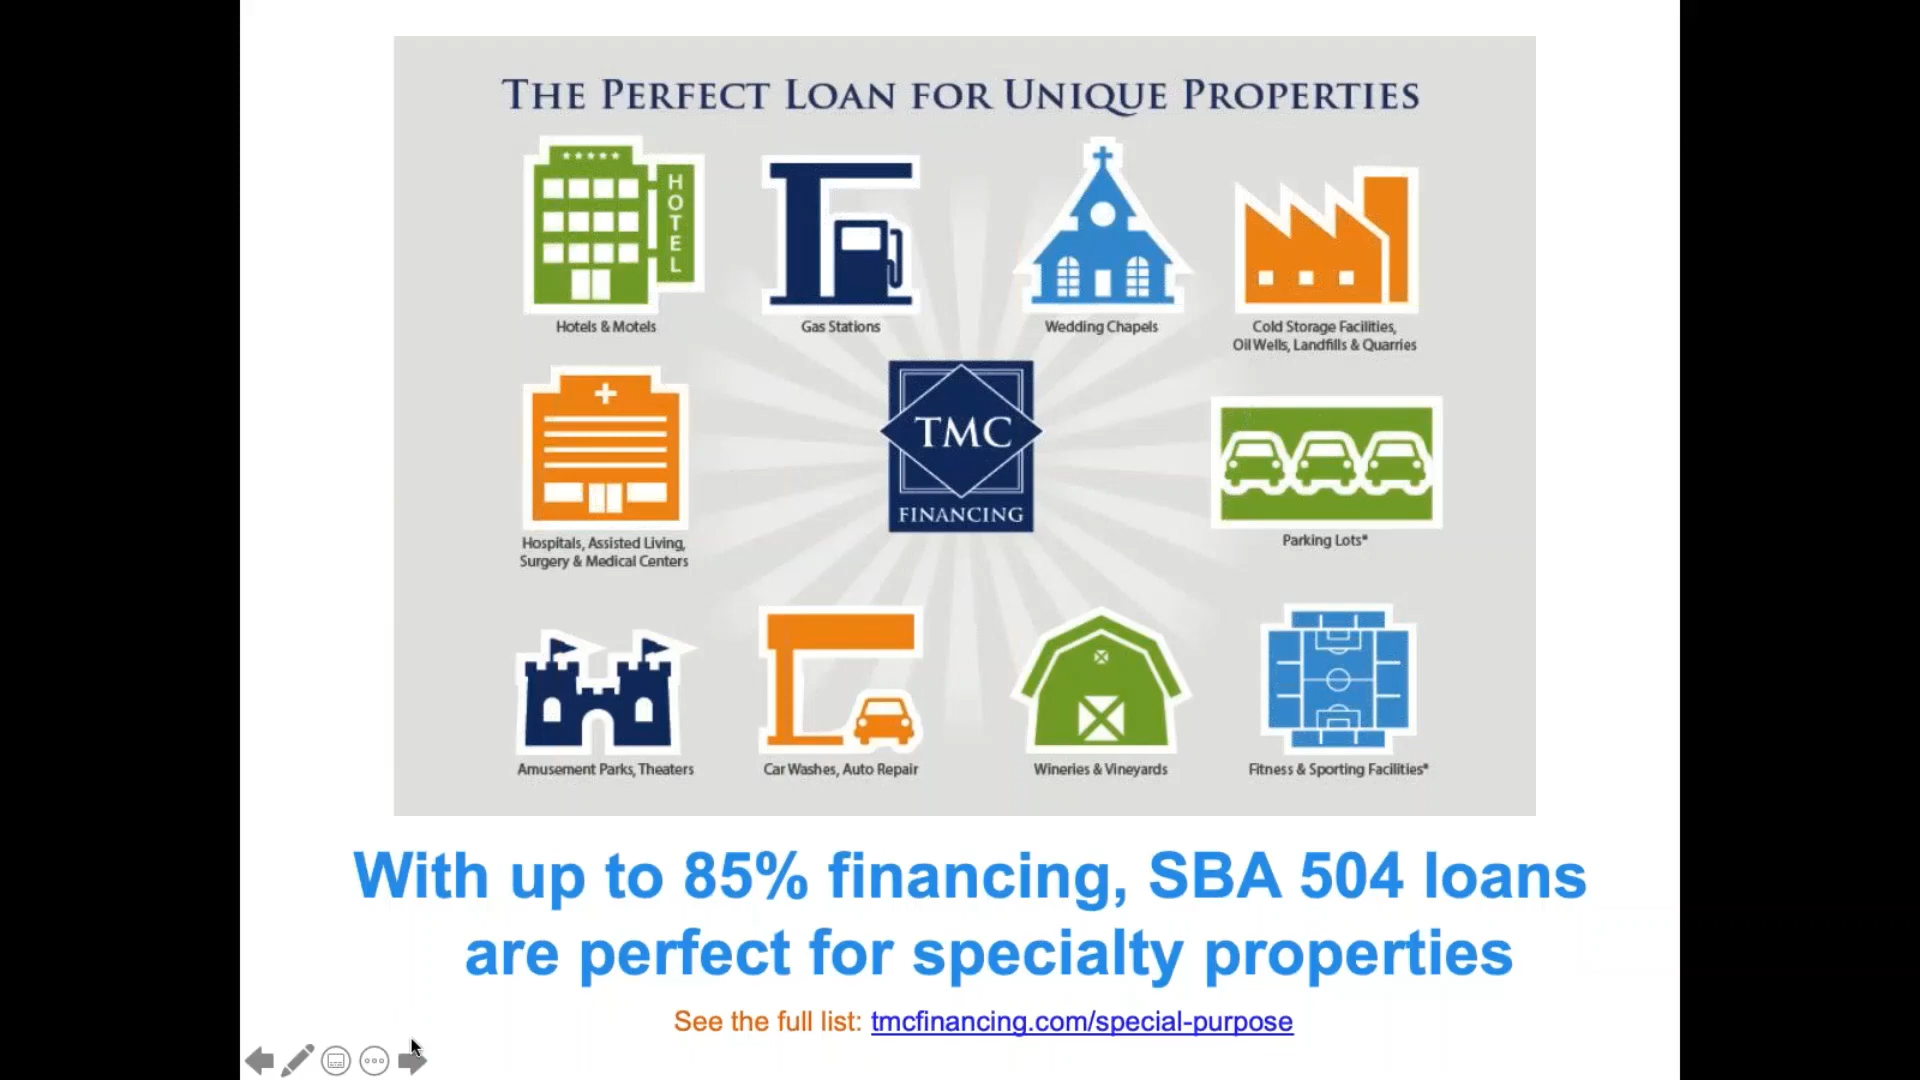 THE PERFECT LOAN FOR UNIQUE PROPERTIES
HOTEL
Hotels & Motels
Gas Stations
Wedding Chapels
Cold Storage Facilities,
Oil Wells, Landfills & Quarries
TMC
FINANCING
Hospitals, Assisted Living,
Surgery & Medical Centers
Parking Lots*
Amusement Parks, Theaters
Car Washes, Auto Repair
Wineries & Vineyards
Fitness & Sporting Facilities*
With up to 85% financing, SBA 504 loans
are perfect for specialty properties
See the full list: tmcfinancing.com/special-purpose